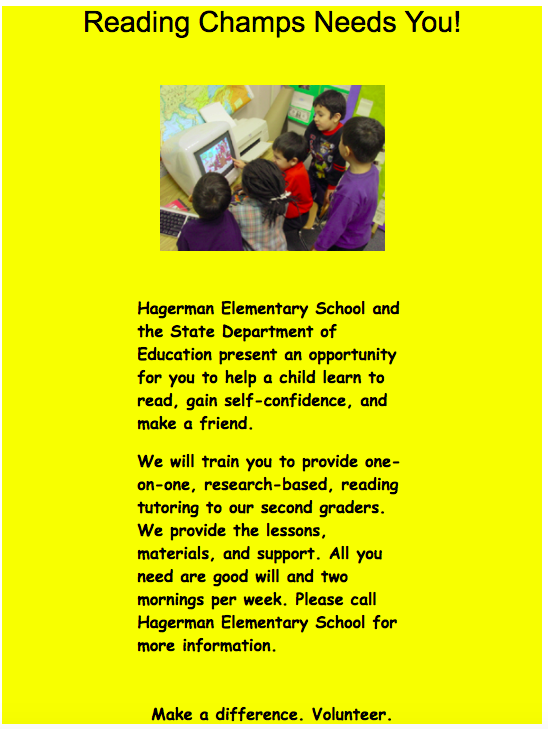 Reading Champs Needs You!
Hagerman Elementary School and
the State Department of
Education present an opportunity
for you to help a child learn to
read, gain self-confidence, and
make a friend.
We will train you to provide one-
on-one, research-based, reading
tutoring to our second graders.
We provide the lessons,
materials, and support. All you
need are good will and two
mornings per week. Please call
Hagerman Elementary School for
more information.
Make a difference. Volunteer.